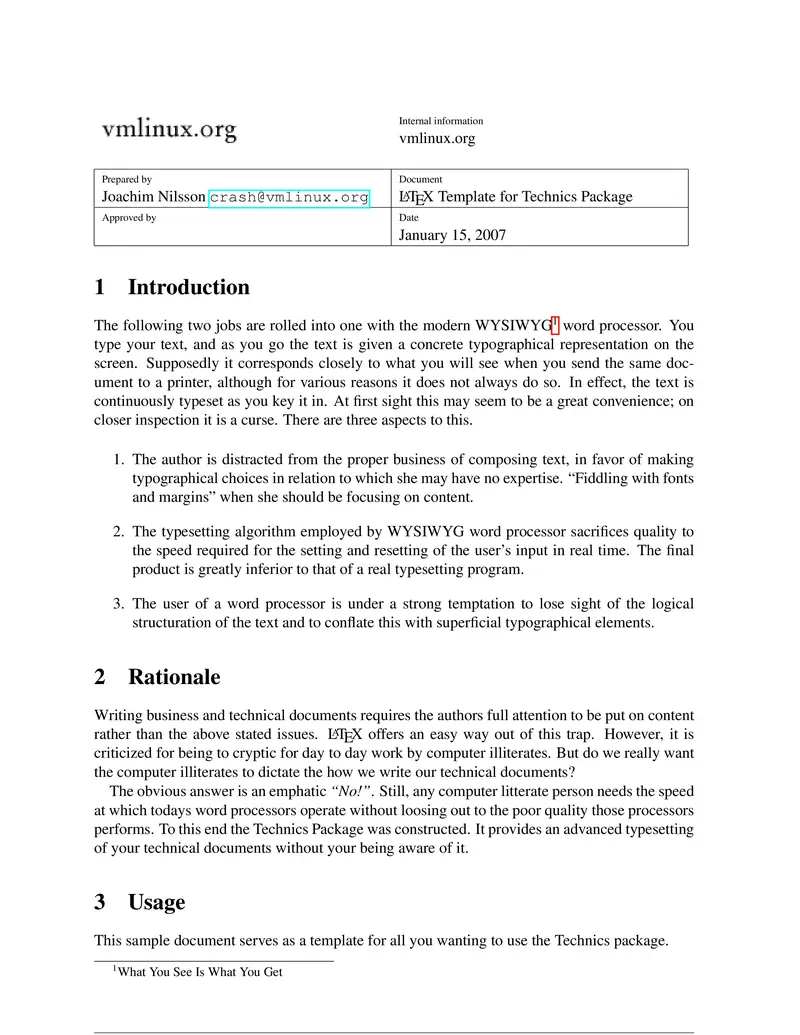 vmlinux.org
Internal information
vmlinux.org
Prepared by
Joachim Nilsson crash@vmlinux.org
Document
LATEX Template for Technics Package
Approved by
Date
January 15, 2007
1 Introduction
The following two jobs are rolled into one with the modern WYSIWYG1 word processor. You
type your text, and as you go the text is given a concrete typographical representation on the
screen. Supposedly it corresponds closely to what you will see when you send the same doc-
ument to a printer, although for various reasons it does not always do so. In effect, the text is
continuously typeset as you key it in. At first sight this may seem to be a great convenience; on
closer inspection it is a curse. There are three aspects to this.
1. The author is distracted from the proper business of composing text, in favor of making
typographical choices in relation to which she may have no expertise. “Fiddling with fonts
and margins” when she should be focusing on content.
2. The typesetting algorithm employed by WYSIWYG word processor sacrifices quality to
the speed required for the setting and resetting of the user’s input in real time. The final
product is greatly inferior to that of a real typesetting program.
3. The user of a word processor is under a strong temptation to lose sight of the logical
structuration of the text and to conflate this with superficial typographical elements.
2 Rationale
Writing business and technical documents requires the authors full attention to be put on content
rather than the above stated issues. LATEX offers an easy way out of this trap. However, it is
criticized for being to cryptic for day to day work by computer illiterates. But do we really want
the computer illiterates to dictate the how we write our technical documents?
The obvious answer is an emphatic “No!”. Still, any computer litterate person needs the speed
at which todays word processors operate without loosing out to the poor quality those processors
performs. To this end the Technics Package was constructed. It provides an advanced typesetting
of your technical documents without your being aware of it.
3 Usage
This sample document serves as a template for all you wanting to use the Technics package.
1What You See Is What You Get